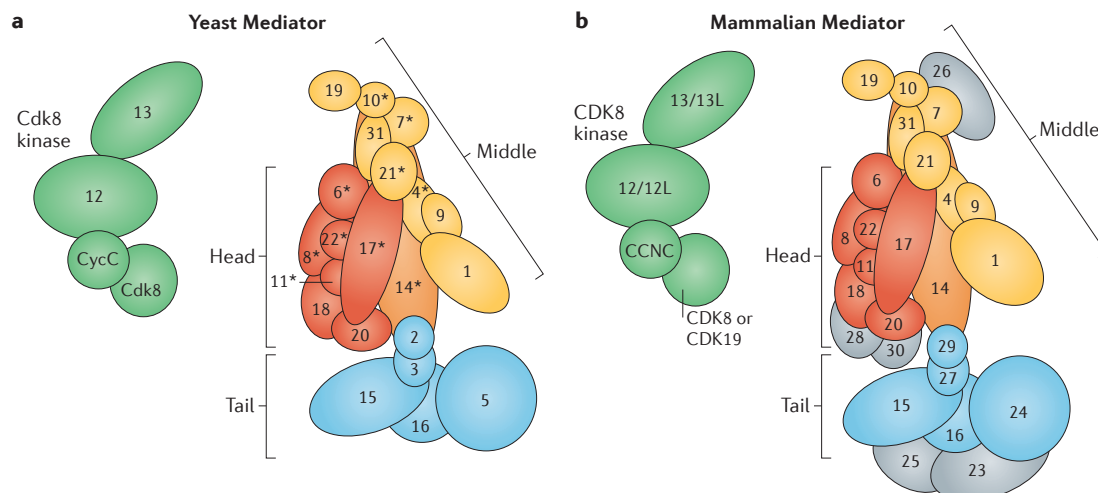 a
Yeast Mediator
13
Cdk8
kinase
12
CycC
Cdk8
19
10*
7*
31
21*
Middle
6*
4*
9
22*
17*
8*
Head
1
11*
14*
18
20
2
3
Tail
15
5
16
b
Mammalian Mediator
13/13L
CDK8
kinase
12/12L
CCNC
CDK8 or
CDK19
26
19
10
7
31
Middle
21
6
4
9
22
8
17
Head
1
11
18
14
20
28
30
29
27
Tail
15
24
16
25
23